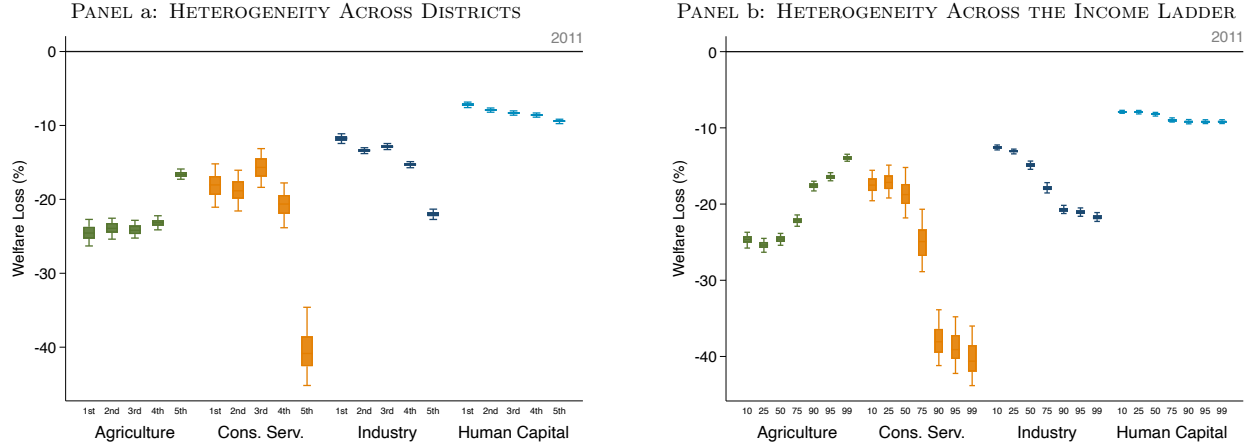 PANEL a: HETEROGENEITY ACROSS DISTRICTS
2011
0
-10
-20
-30
-40
Welfare Loss (%)
1st 2nd 3rd 4th 5th 1st 2nd 3rd 4th 5th 1st 2nd 3rd 4th 5th 1st 2nd 3rd 4th 5th
Agriculture Cons. Serv. Industry Human Capital
PANEL b: HETEROGENEITY ACROSS THE INCOME LADDER
2011
0
-10
-20
-30
-40
Welfare Loss (%)
10 25 50 75 90 95 99 10 25 50 75 90 95 99 10 25 50 75 90 95 99 10 25 50 75 90 95 99
Agriculture Cons. Serv. Industry Human Capital